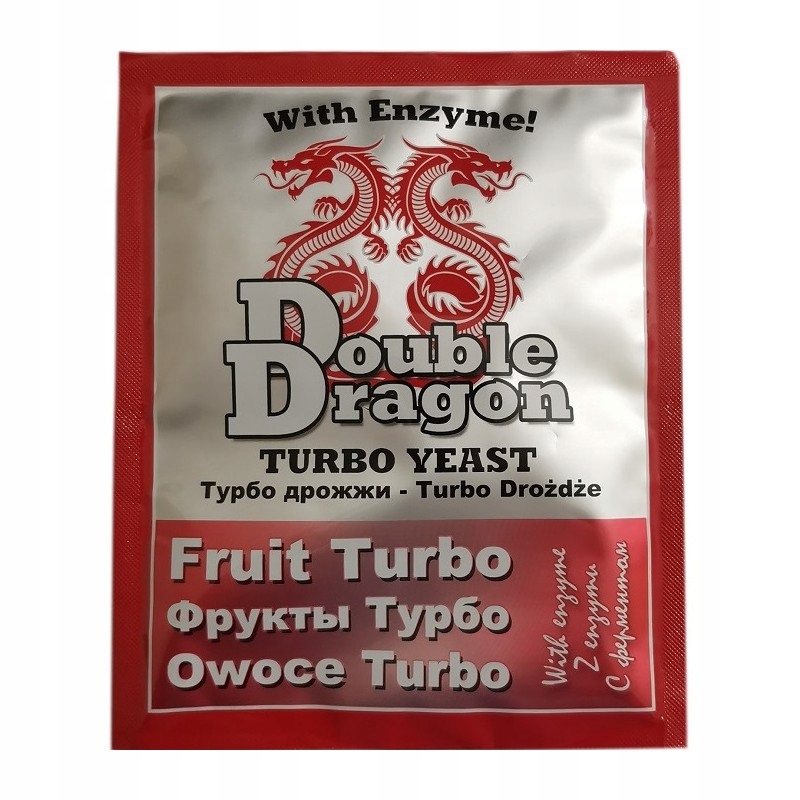 With Enzyme!
Double
Dragon
TURBO YEAST
Турбо дрожжи - Turbo Drożdże
Fruit Turbo
Фрукты Турбо
Owoce Turbo
With enzyme
Z enzymu
С ферментом